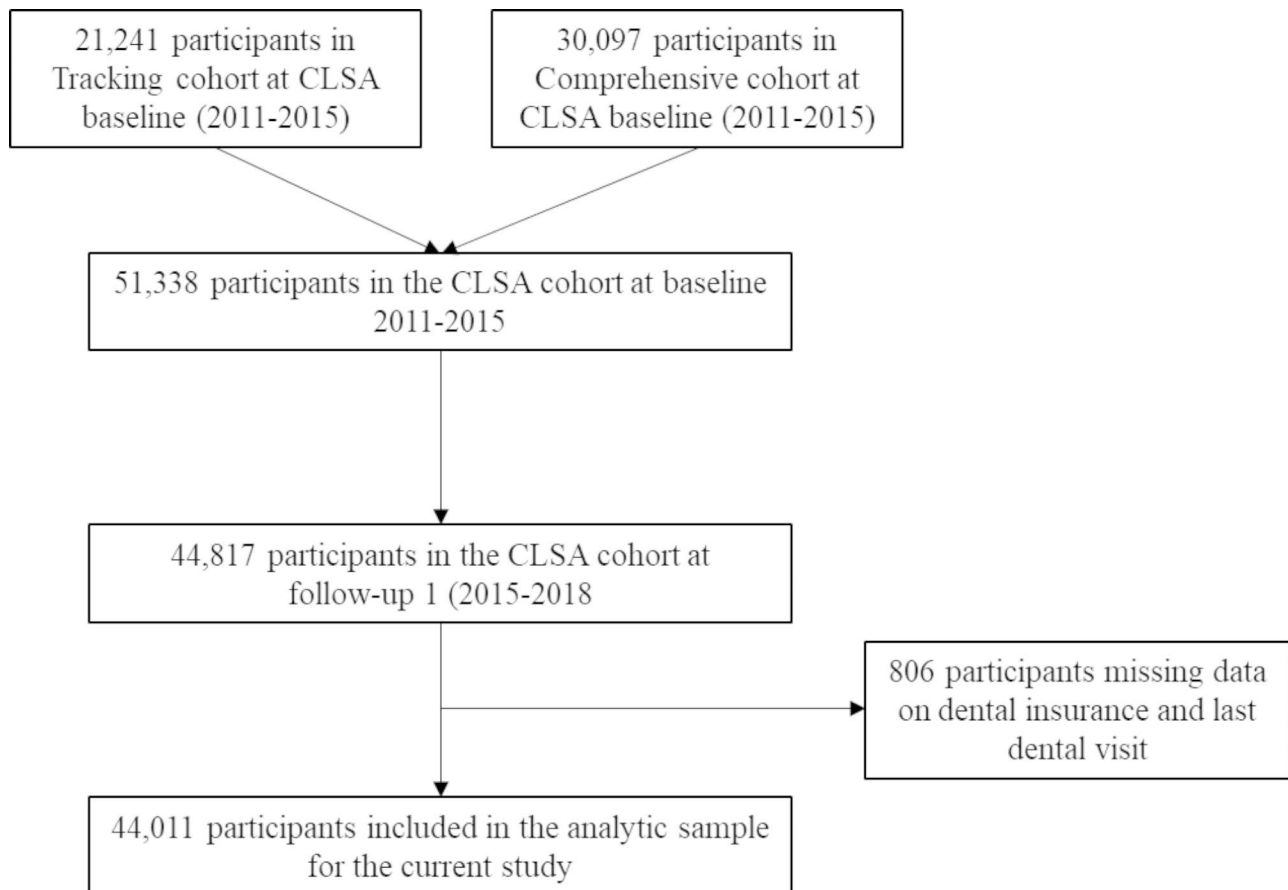 21,241 participants in
Tracking cohort at CLSA
baseline (2011-2015)
30,097 participants in
Comprehensive cohort at
CLSA baseline (2011-2015)
51,338 participants in the CLSA cohort at baseline
2011-2015
44,817 participants in the CLSA cohort at
follow-up 1 (2015-2018
806 participants missing data
on dental insurance and last
dental visit
44,011 participants included in the analytic sample
for the current study